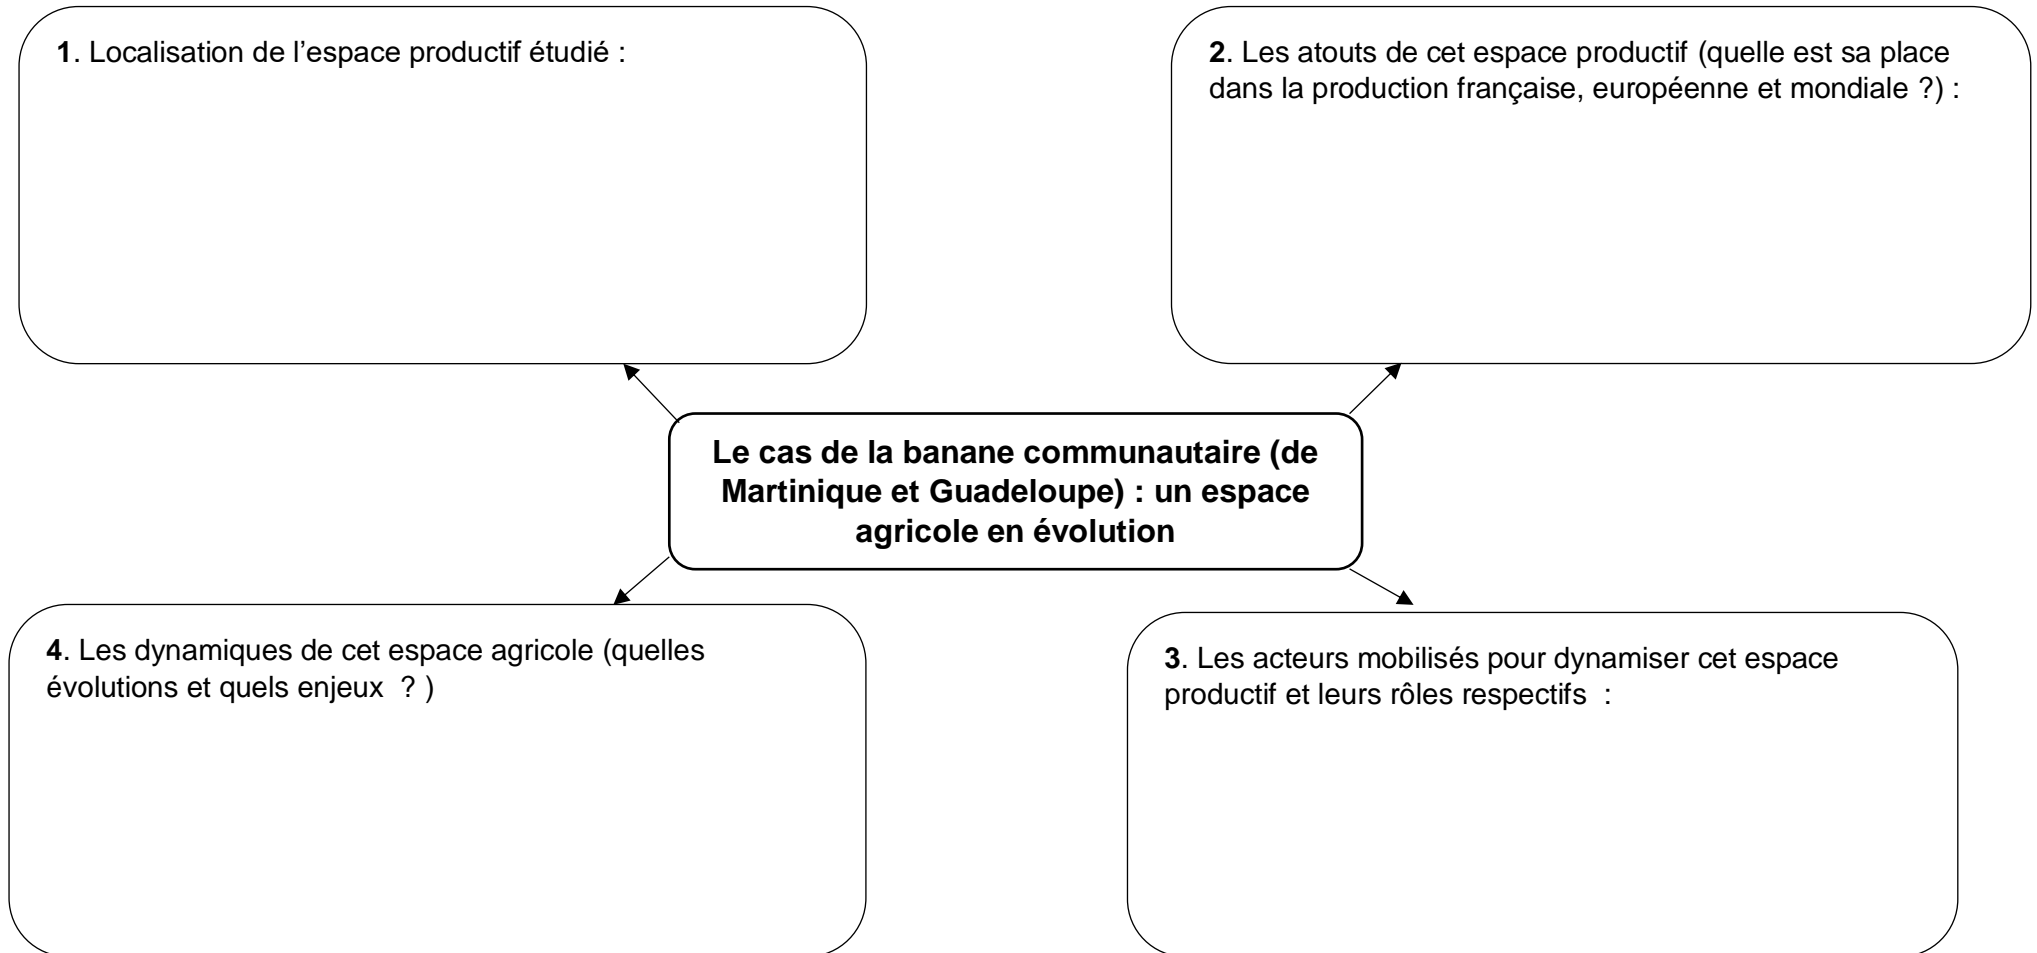 1. Localisation de l’espace productif étudié :
2. Les atouts de cet espace productif (quelle est sa place
dans la production française, européenne et mondiale ?) :
Le cas de la banane communautaire (de
Martinique et Guadeloupe) : un espace
agricole en évolution
4. Les dynamiques de cet espace agricole (quelles
évolutions et quels enjeux  ? )
3. Les acteurs mobilisés pour dynamiser cet espace
productif et leurs rôles respectifs  :